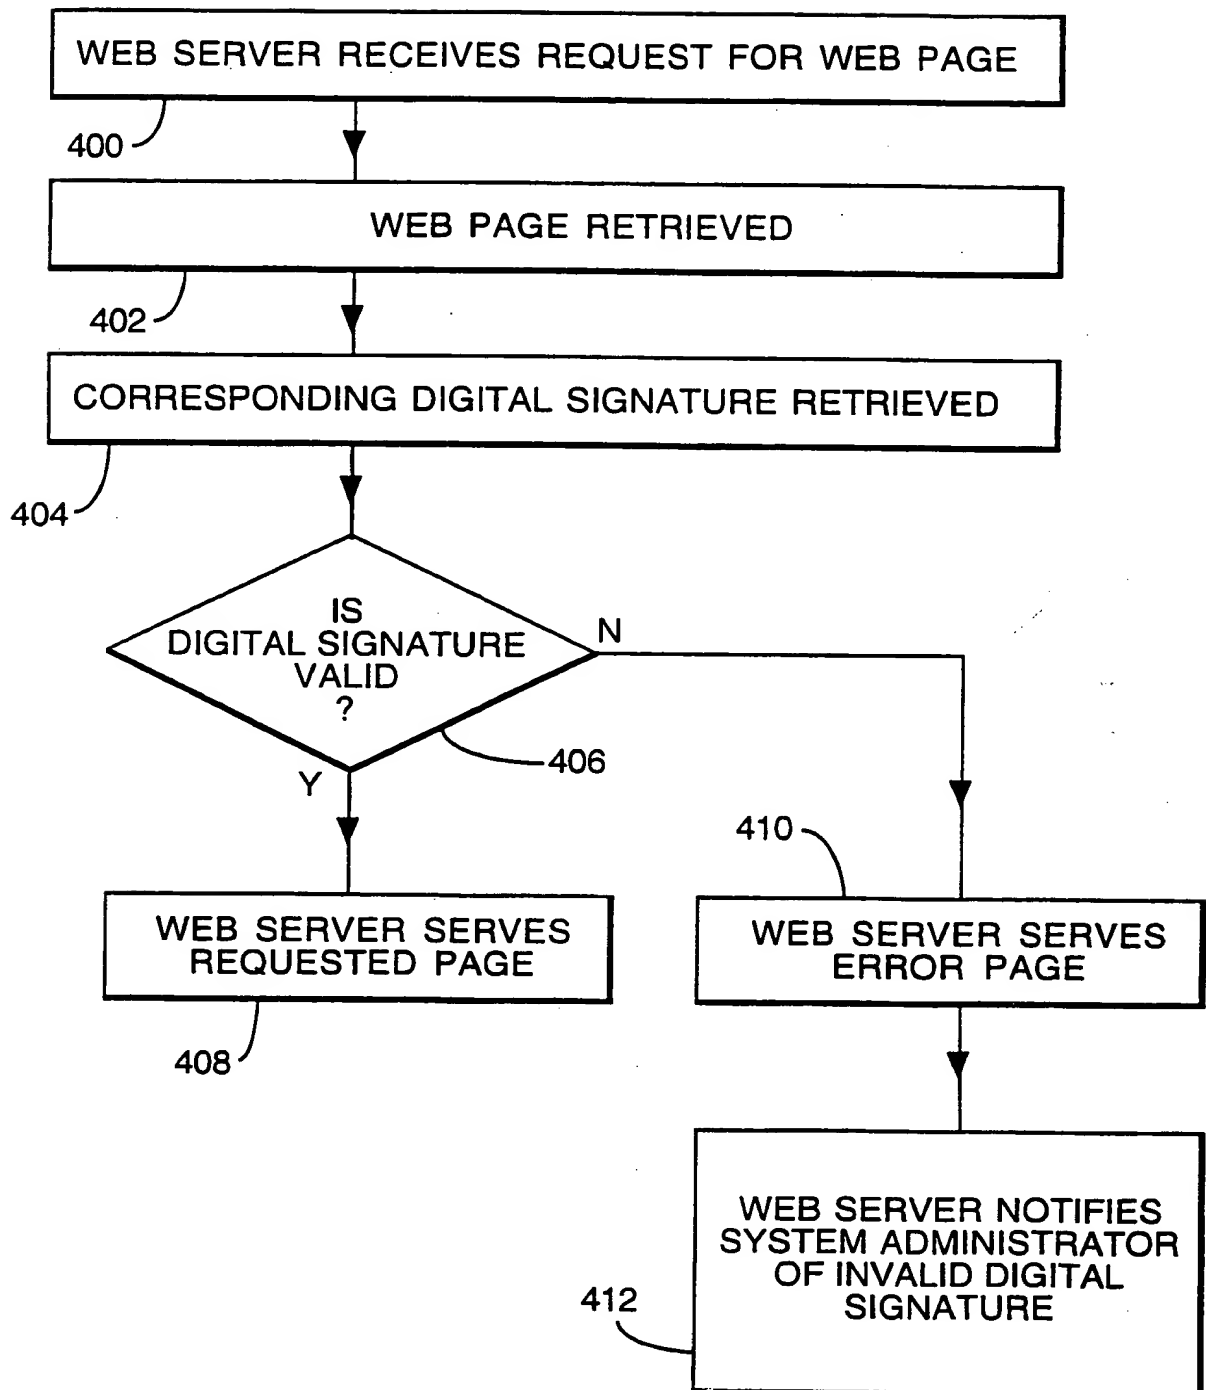 WEB SERVER RECEIVES REQUEST FOR WEB PAGE
400
WEB PAGE RETRIEVED
402
CORRESPONDING DIGITAL SIGNATURE RETRIEVED
404
IS
DIGITAL SIGNATURE
VALID
?
N
406
Y
410
WEB SERVER SERVES
REQUESTED PAGE
408
WEB SERVER SERVES
ERROR PAGE
WEB SERVER NOTIFIES
SYSTEM ADMINISTRATOR
OF INVALID DIGITAL
SIGNATURE
412